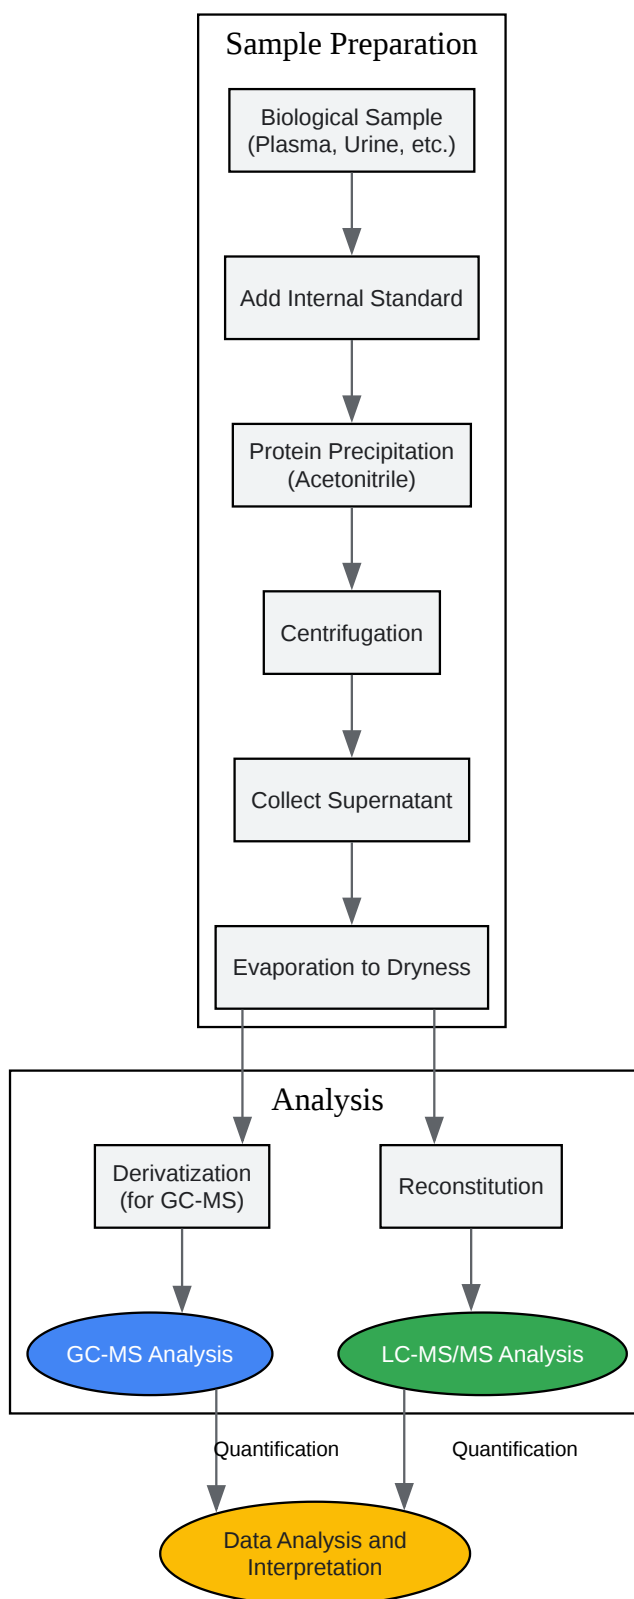 Sample Preparation
Biological Sample
(Plasma, Urine, etc.)
Add Internal Standard
Protein Precipitation
(Acetonitrile)
Centrifugation
Collect Supernatant
Evaporation to Dryness
Analysis
Derivatization
(for GC-MS)
Reconstitution
GC-MS Analysis
LC-MS/MS Analysis
Quantification
Quantification
Data Analysis and
Interpretation